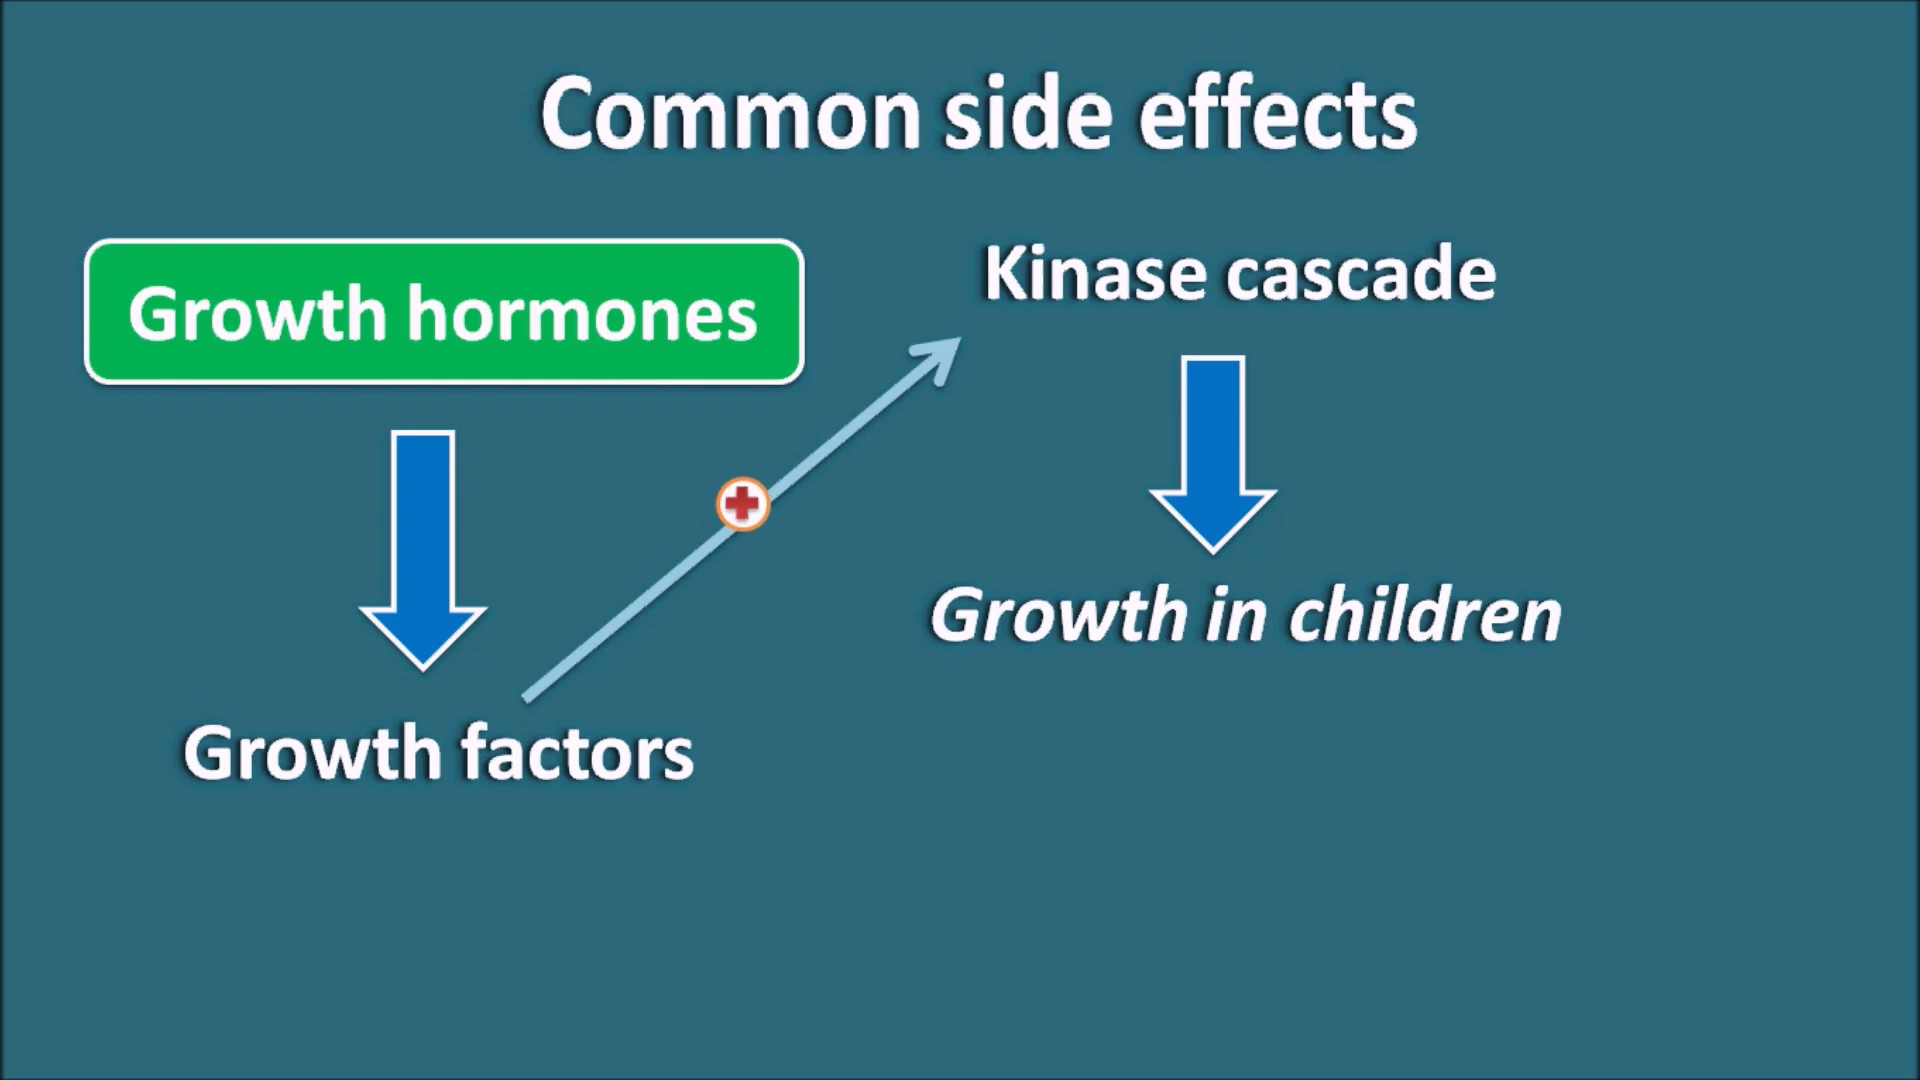 Common side effects
Growth hormones
Kinase cascade
Growth in children
Growth factors